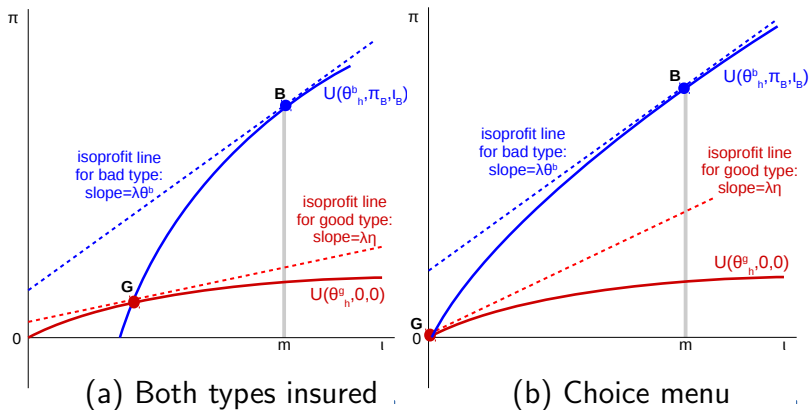 π
B
U(θᵇₕ,π_B,ι_B)
isoprofit line
for bad type:
slope=λθᵇ
isoprofit line
for good type:
slope=λη
G
U(θᵍₕ,0,0)
0
m
ι
(a) Both types insured
π
B
U(θᵇₕ,π_B,ι_B)
isoprofit line
for bad type:
slope=λθᵇ
isoprofit line
for good type:
slope=λη
U(θᵍₕ,0,0)
G
0
m
ι
(b) Choice menu